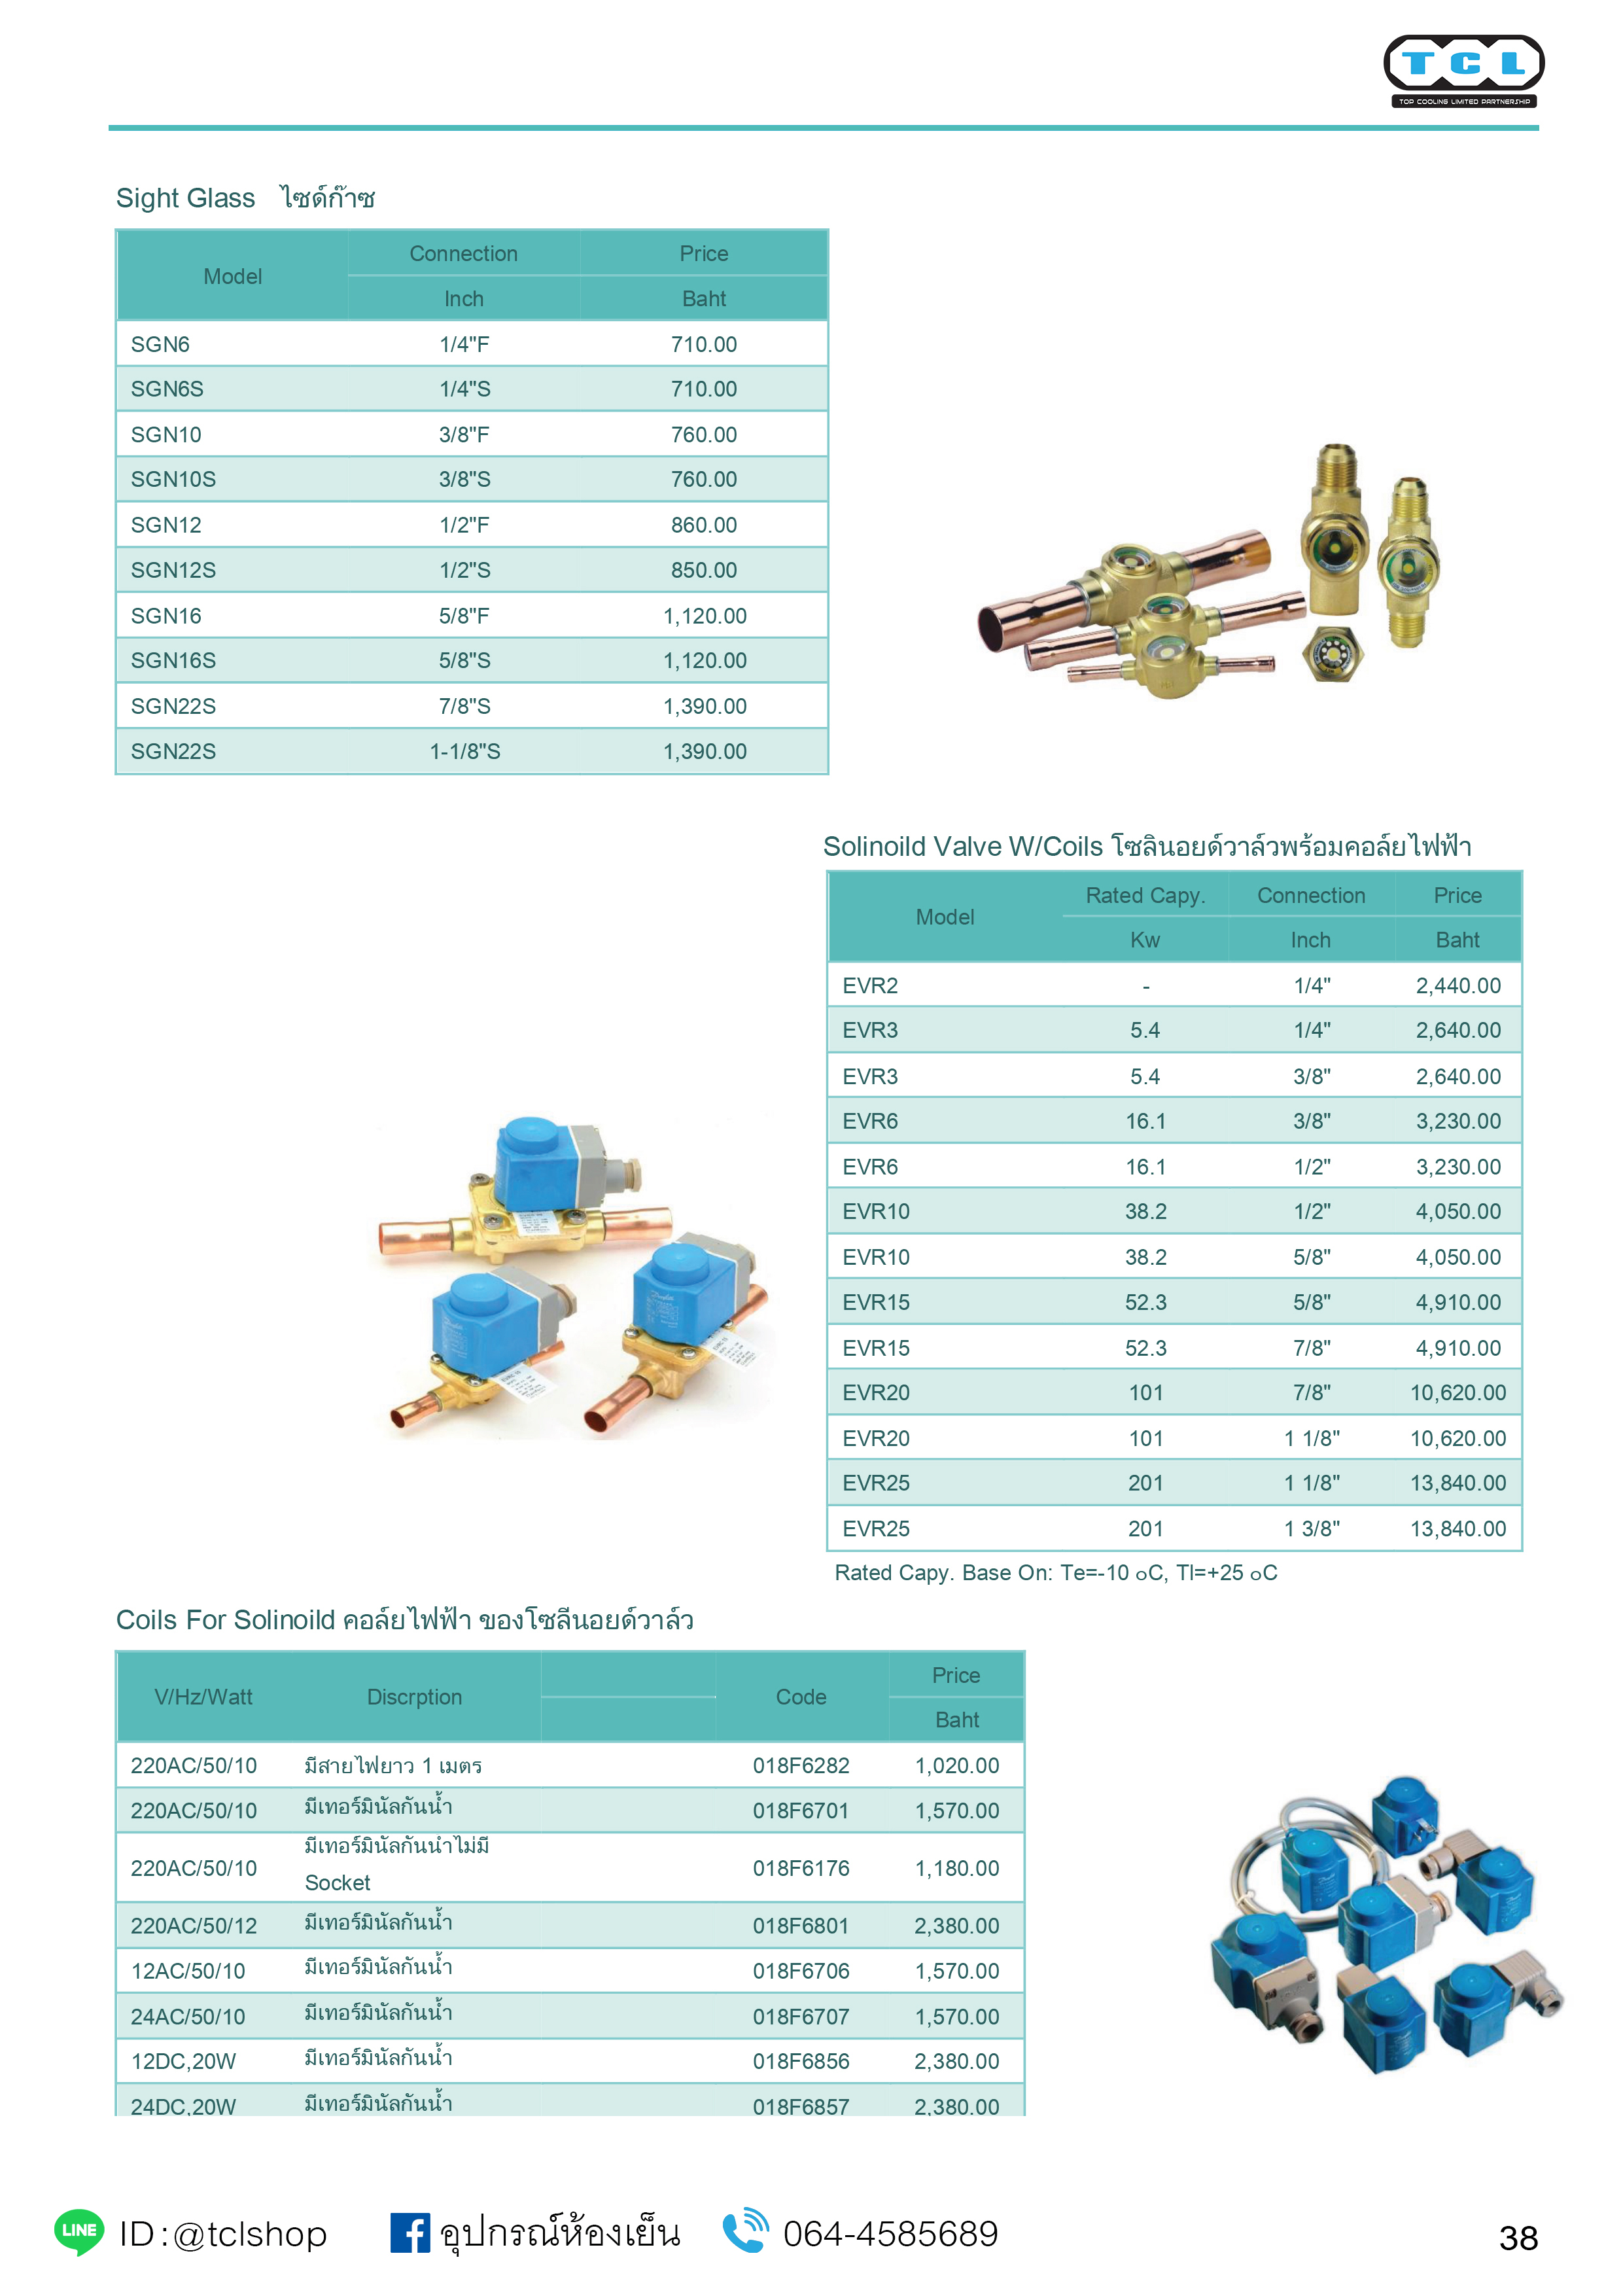 TCL
TOP COOLING LIMITED PARTNERSHIP
Sight Glass ไซด์ก๊าซ
Model Connection Price
Inch Baht
SGN6 1/4"F 710.00
SGN6S 1/4"S 710.00
SGN10 3/8"F 760.00
SGN10S 3/8"S 760.00
SGN12 1/2"F 860.00
SGN12S 1/2"S 850.00
SGN16 5/8"F 1,120.00
SGN16S 5/8"S 1,120.00
SGN22S 7/8"S 1,390.00
SGN22S 1-1/8"S 1,390.00
Solinoild Valve W/Coils โซลินอยด์วาล์วพร้อมคอล์ยไฟฟ้า
Model Rated Capy. Connection Price
Kw Inch Baht
EVR2 - 1/4" 2,440.00
EVR3 5.4 1/4" 2,640.00
EVR3 5.4 3/8" 2,640.00
EVR6 16.1 3/8" 3,230.00
EVR6 16.1 1/2" 3,230.00
EVR10 38.2 1/2" 4,050.00
EVR10 38.2 5/8" 4,050.00
EVR15 52.3 5/8" 4,910.00
EVR15 52.3 7/8" 4,910.00
EVR20 101 7/8" 10,620.00
EVR20 101 1 1/8" 10,620.00
EVR25 201 1 1/8" 13,840.00
EVR25 201 1 3/8" 13,840.00
Rated Capy. Base On: Te=-10 oC, Tl=+25 oC
Coils For Solinoild คอล์ยไฟฟ้า ของโซลีนอยด์วาล์ว
V/Hz/Watt Discrption Code Price
Baht
220AC/50/10 มีสายไฟยาว 1 เมตร 018F6282 1,020.00
220AC/50/10 มีเทอร์มินัลกันน้ำ 018F6701 1,570.00
220AC/50/10 มีเทอร์มินัลกันน้ำไม่มี 018F6176 1,180.00
Socket
220AC/50/12 มีเทอร์มินัลกันน้ำ 018F6801 2,380.00
12AC/50/10 มีเทอร์มินัลกันน้ำ 018F6706 1,570.00
24AC/50/10 มีเทอร์มินัลกันน้ำ 018F6707 1,570.00
12DC,20W มีเทอร์มินัลกันน้ำ 018F6856 2,380.00
24DC,20W มีเทอร์มินัลกันน้ำ 018F6857 2,380.00
LINE ID:@tclshop อุปกรณ์ห้องเย็น 064-4585689 38